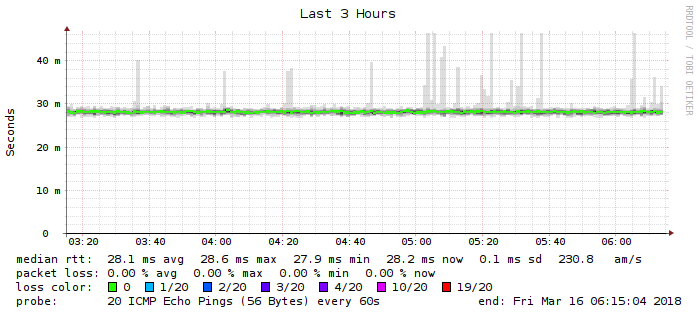 Last 3 Hours
RRDTOOL / TOBI OETIKER
Seconds
40 m
30 m
20 m
10 m
0
03:20 03:40 04:00 04:20 04:40 05:00 05:20 05:40 06:00
median rtt: 28.1 ms avg 28.6 ms max 27.9 ms min 28.2 ms now 0.1 ms sd 230.8 am/s
packet loss: 0.00 % avg 0.00 % max 0.00 % min 0.00 % now
loss color: 0 1/20 2/20 3/20 4/20 10/20 19/20
probe: 20 ICMP Echo Pings (56 Bytes) every 60s end: Fri Mar 16 06:15:04 2018